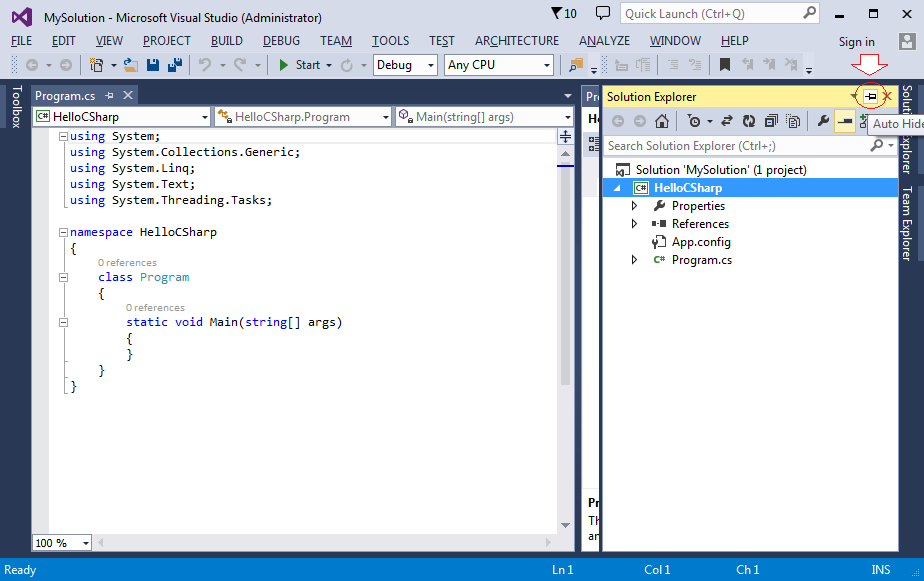 MySolution - Microsoft Visual Studio (Administrator)
10
Quick Launch (Ctrl+Q)
FILE EDIT VIEW PROJECT BUILD DEBUG TEAM TOOLS TEST ARCHITECTURE ANALYZE WINDOW HELP
Sign in
Start Debug Any CPU
Toolbox
Program.cs
HelloCSharp HelloCSharp.Program Main(string[] args)
using System;
using System.Collections.Generic;
using System.Linq;
using System.Text;
using System.Threading.Tasks;
namespace HelloCSharp
{
0 references
class Program
{
0 references
static void Main(string[] args)
{
}
}
}
100 %
Pr
He
Pr
Th
an
Solution Explorer
Auto Hide
Search Solution Explorer (Ctrl+;)
Solution 'MySolution' (1 project)
C# HelloCSharp
Properties
References
App.config
C# Program.cs
Team Explorer
Ready Ln 1 Col 1 Ch 1 INS